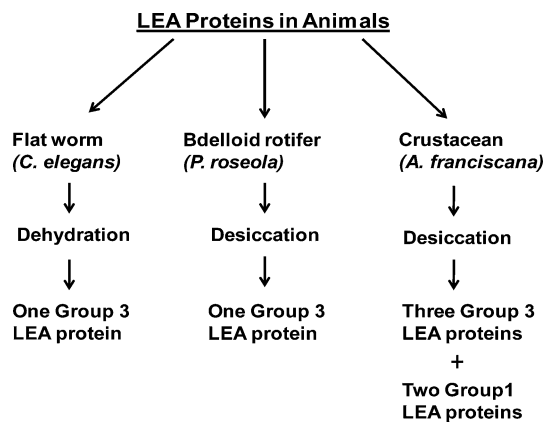 LEA Proteins in Animals
Flat worm
(C. elegans)
Dehydration
One Group 3
LEA protein
Bdelloid rotifer
(P. roseola)
Desiccation
One Group 3
LEA protein
Crustacean
(A. franciscana)
Desiccation
Three Group 3
LEA proteins
+
Two Group1
LEA proteins